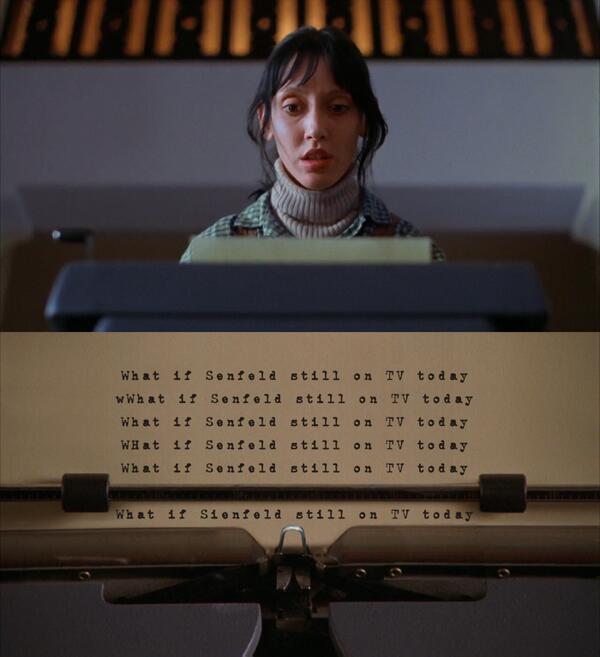 What if Senfeld still on TV today
wWhat if Senfeld still on TV today
What if Senfeld still on TV today
WHat if Senfeld still on TV today
What if Senfeld still on TV today
What if Sienfeld still on TV today